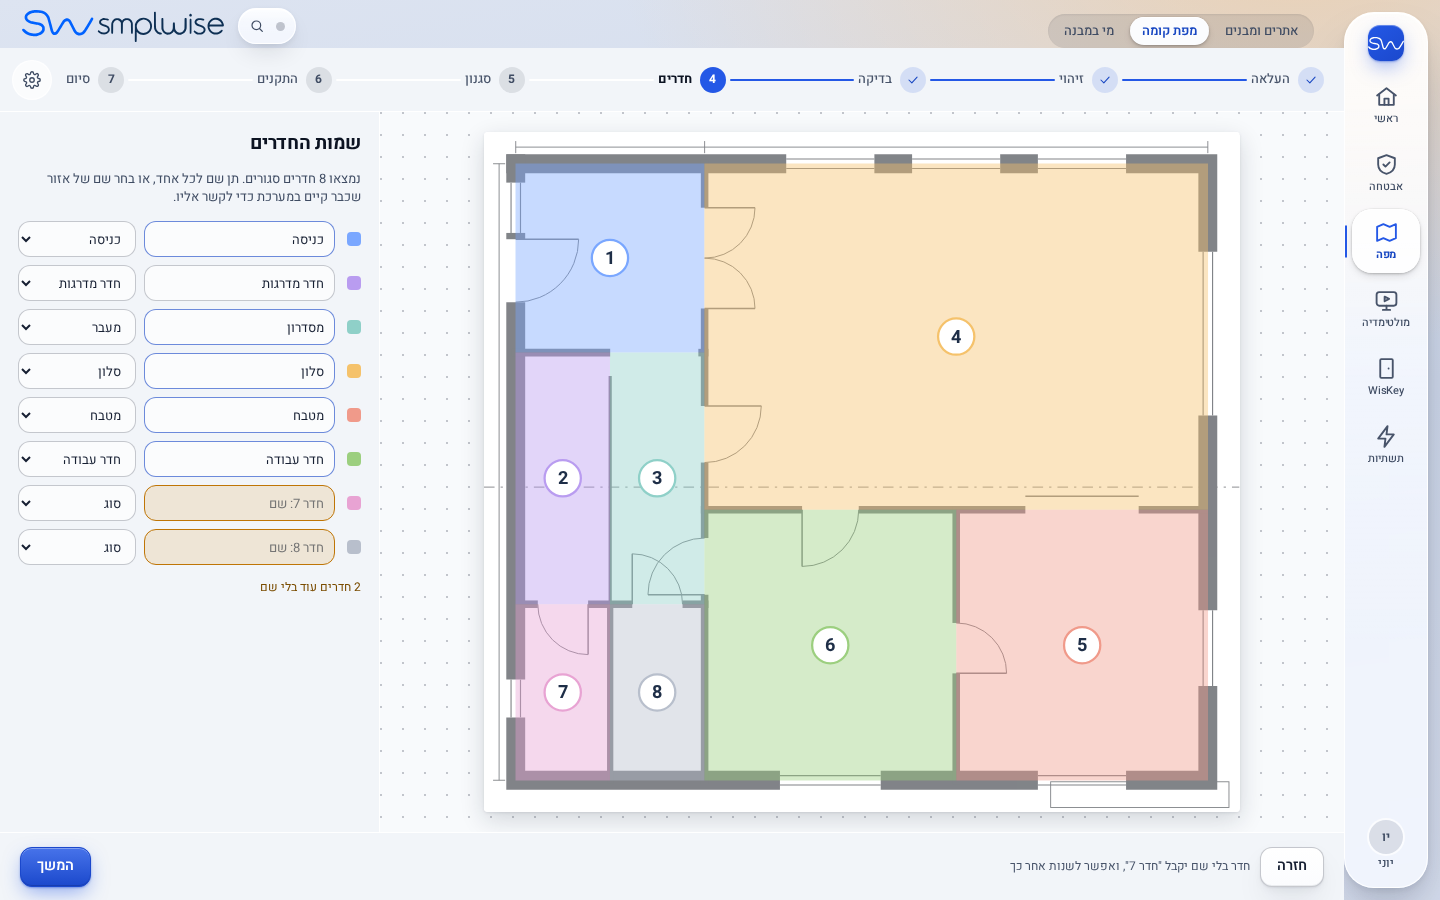 smplwise
אתרים ומבנים
מפת קומה
מי במבנה
העלאה
זיהוי
בדיקה
4 חדרים
5 סגנון
6 התקנים
7 סיום
שמות החדרים
נמצאו 8 חדרים סגורים. תן שם לכל אחד, או בחר שם של אזור
שכבר קיים במערכת כדי לקשר אליו.
כניסה כניסה
חדר מדרגות חדר מדרגות
מסדרון מעבר
סלון סלון
מטבח מטבח
חדר עבודה חדר עבודה
חדר 7: שם סוג
חדר 8: שם סוג
2 חדרים עוד בלי שם
1
4
2
3
6
5
7
8
חזרה
חדר בלי שם יקבל "חדר 7", ואפשר לשנות אחר כך
המשך
SW
ראשי
אבטחה
מפה
מולטימדיה
WisKey
תשתיות
יו
יוני